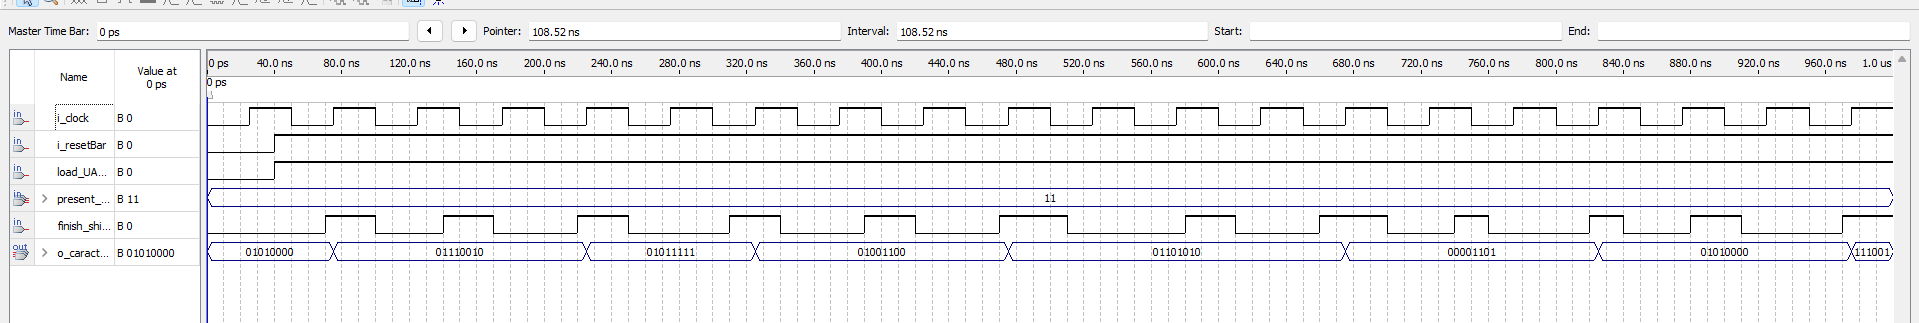 Master Time Bar: 0 ps Pointer: 108.52 ns Interval: 108.52 ns Start: End:
Name Value at 0 ps
0 ps 40.0 ns 80.0 ns 120.0 ns 160.0 ns 200.0 ns 240.0 ns 280.0 ns 320.0 ns 360.0 ns 400.0 ns 440.0 ns 480.0 ns 520.0 ns 560.0 ns 600.0 ns 640.0 ns 680.0 ns 720.0 ns 760.0 ns 800.0 ns 840.0 ns 880.0 ns 920.0 ns 960.0 ns 1.0 us
0 ps
in i_clock B 0
in i_resetBar B 0
in load_UA... B 0
in > present_... B 11 11
in finish_shi... B 0
out > o_caract... B 01010000 01010000 01110010 01011111 01001100 01101010 00001101 01010000 111001